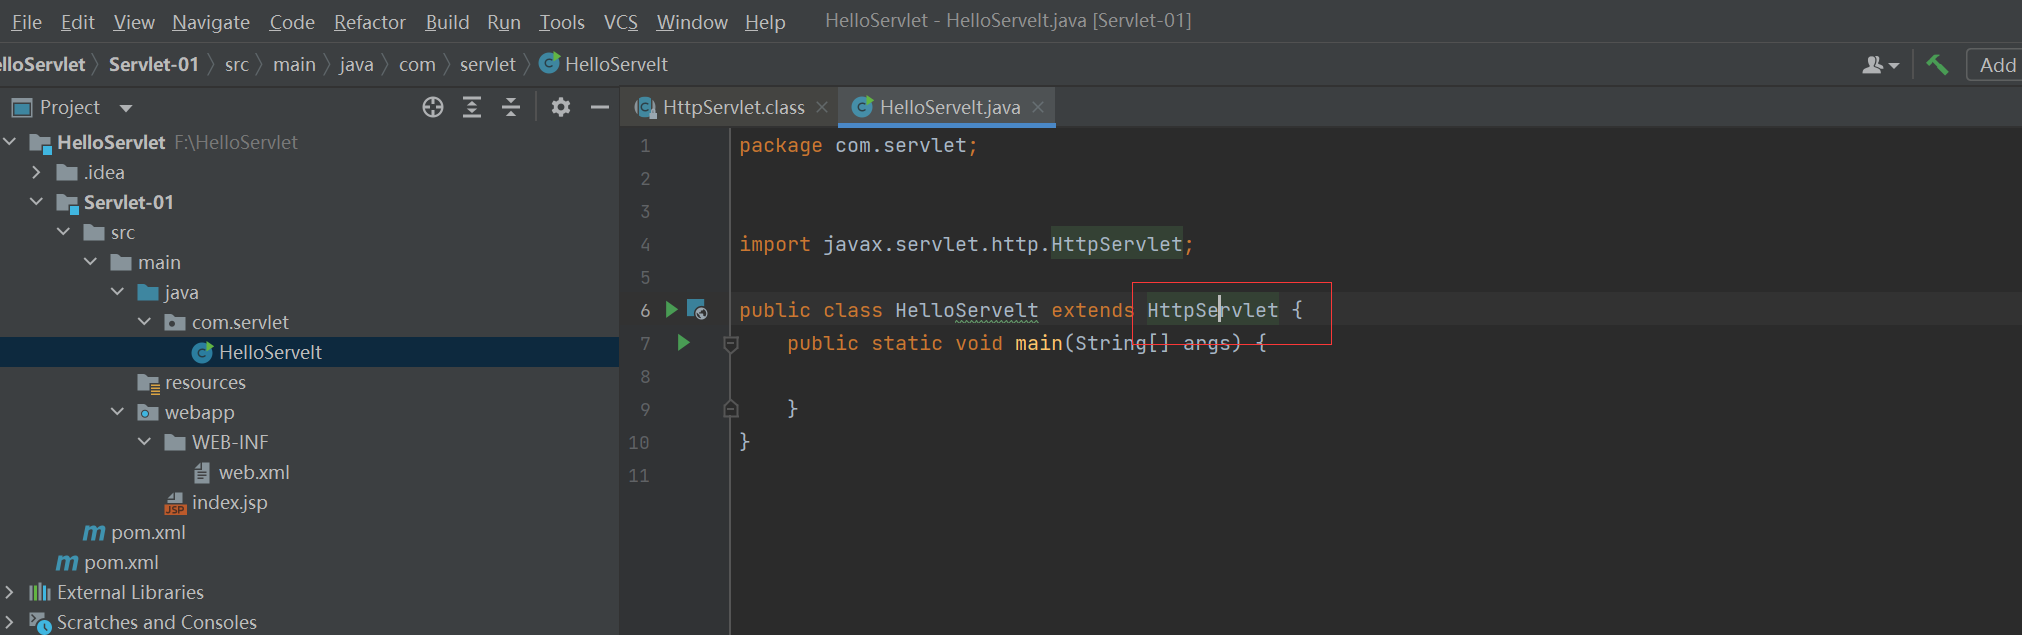 File Edit View Navigate Code Refactor Build Run Tools VCS Window Help HelloServlet - HelloServelt.java [Servlet-01]
elloServlet Servlet-01 src main java com servlet HelloServelt Add
Project
HttpServlet.class HelloServelt.java
HelloServlet F:\HelloServlet
.idea
Servlet-01
src
main
java
com.servlet
HelloServelt
resources
webapp
WEB-INF
web.xml
index.jsp
pom.xml
pom.xml
External Libraries
Scratches and Consoles
1 package com.servlet;
2
3
4 import javax.servlet.http.HttpServlet;
5
6 public class HelloServelt extends HttpServlet {
7 public static void main(String[] args) {
8
9 }
10 }
11